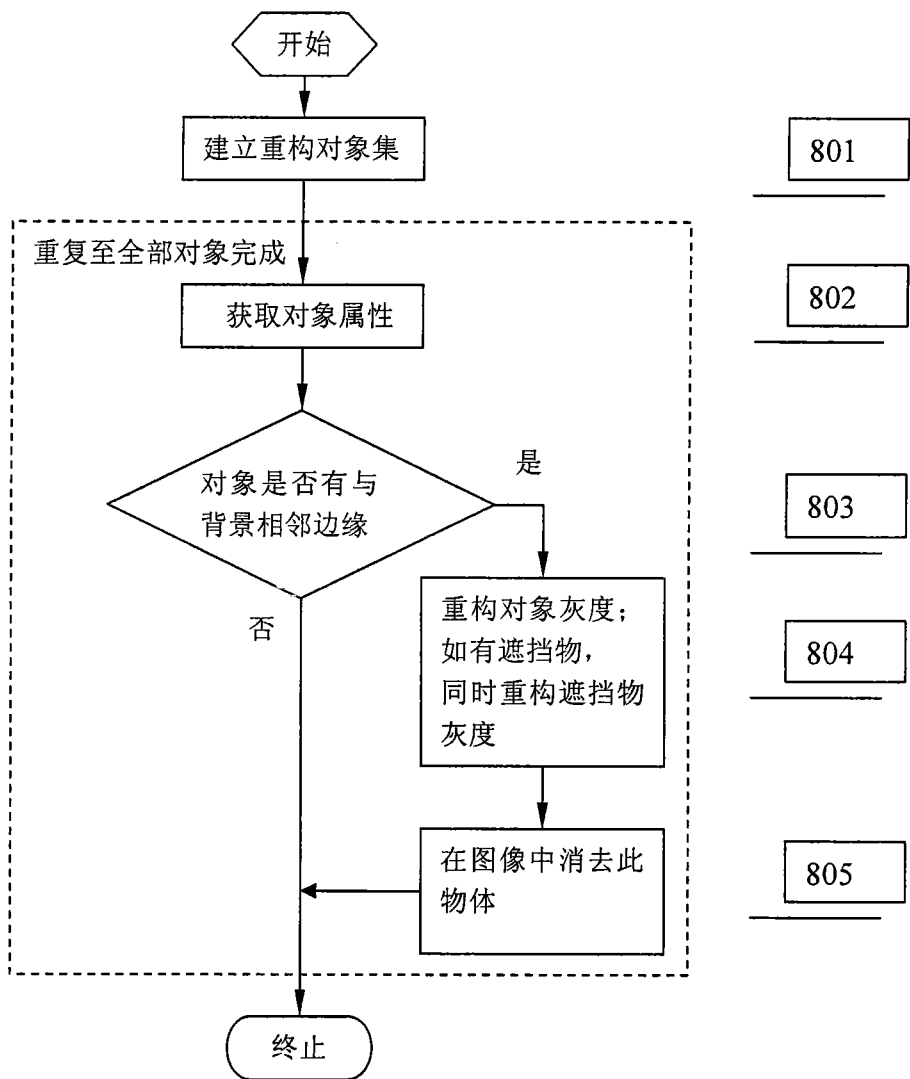 开始
建立重构对象集
801
重复至全部对象完成
802
获取对象属性
是
对象是否有与
背景相邻边缘
803
重构对象灰度；
如有遮挡物，
同时重构遮挡物
灰度
否
804
在图像中消去此
物体
805
终止